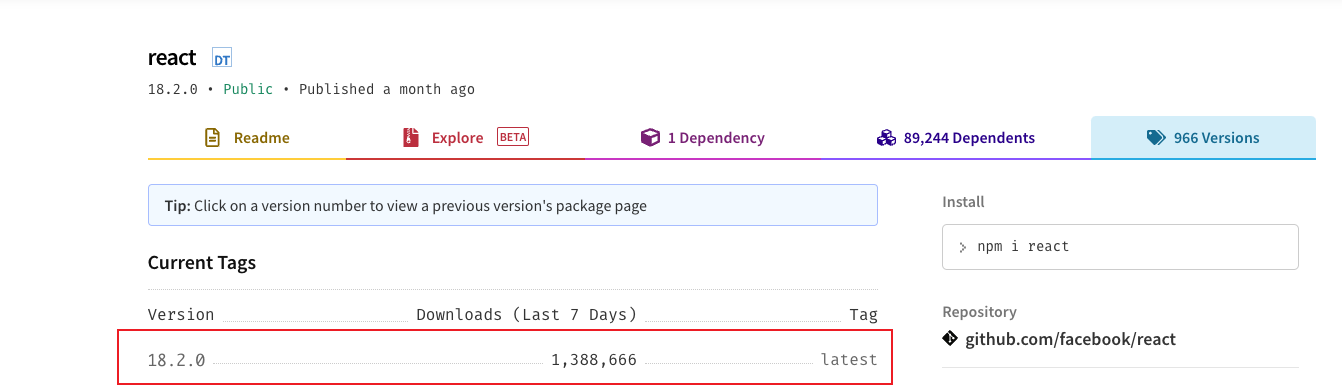 react DT
18.2.0 • Public • Published a month ago
Readme Explore BETA 1 Dependency 89,244 Dependents 966 Versions
Tip: Click on a version number to view a previous version's package page
Install
> npm i react
Current Tags
Version Downloads (Last 7 Days) Tag
18.2.0 1,388,666 latest
Repository
github.com/facebook/react